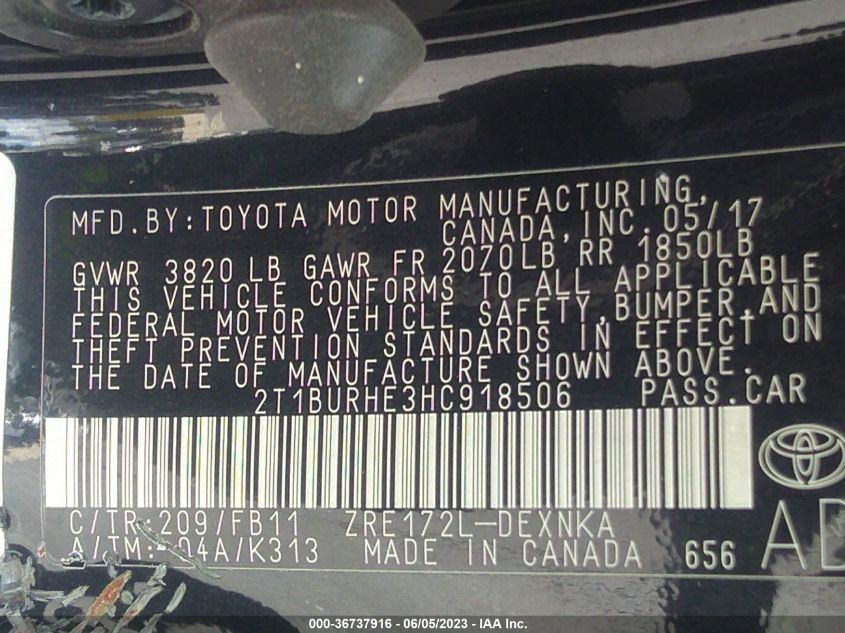 MFD.BY:TOYOTA MOTOR MANUFACTURING,
CANADA,INC.05/17
GVWR 3820LB GAWR FR 2070LB RR 1850LB
THIS VEHICLE CONFORMS TO ALL APPLICABLE
FEDERAL MOTOR VEHICLE SAFETY,BUMPER,AND
THEFT PREVENTION STANDARDS IN EFFECT ON
THE DATE OF MANUFACTURE SHOWN ABOVE.
2T1BURHE3HC918506 PASS.CAR
C/TR:209/FB11 ZRE172L-DEXNKA
A/TM: MADE IN CANADA 656
000-36737916 - 06/05/2023 - IAA Inc.